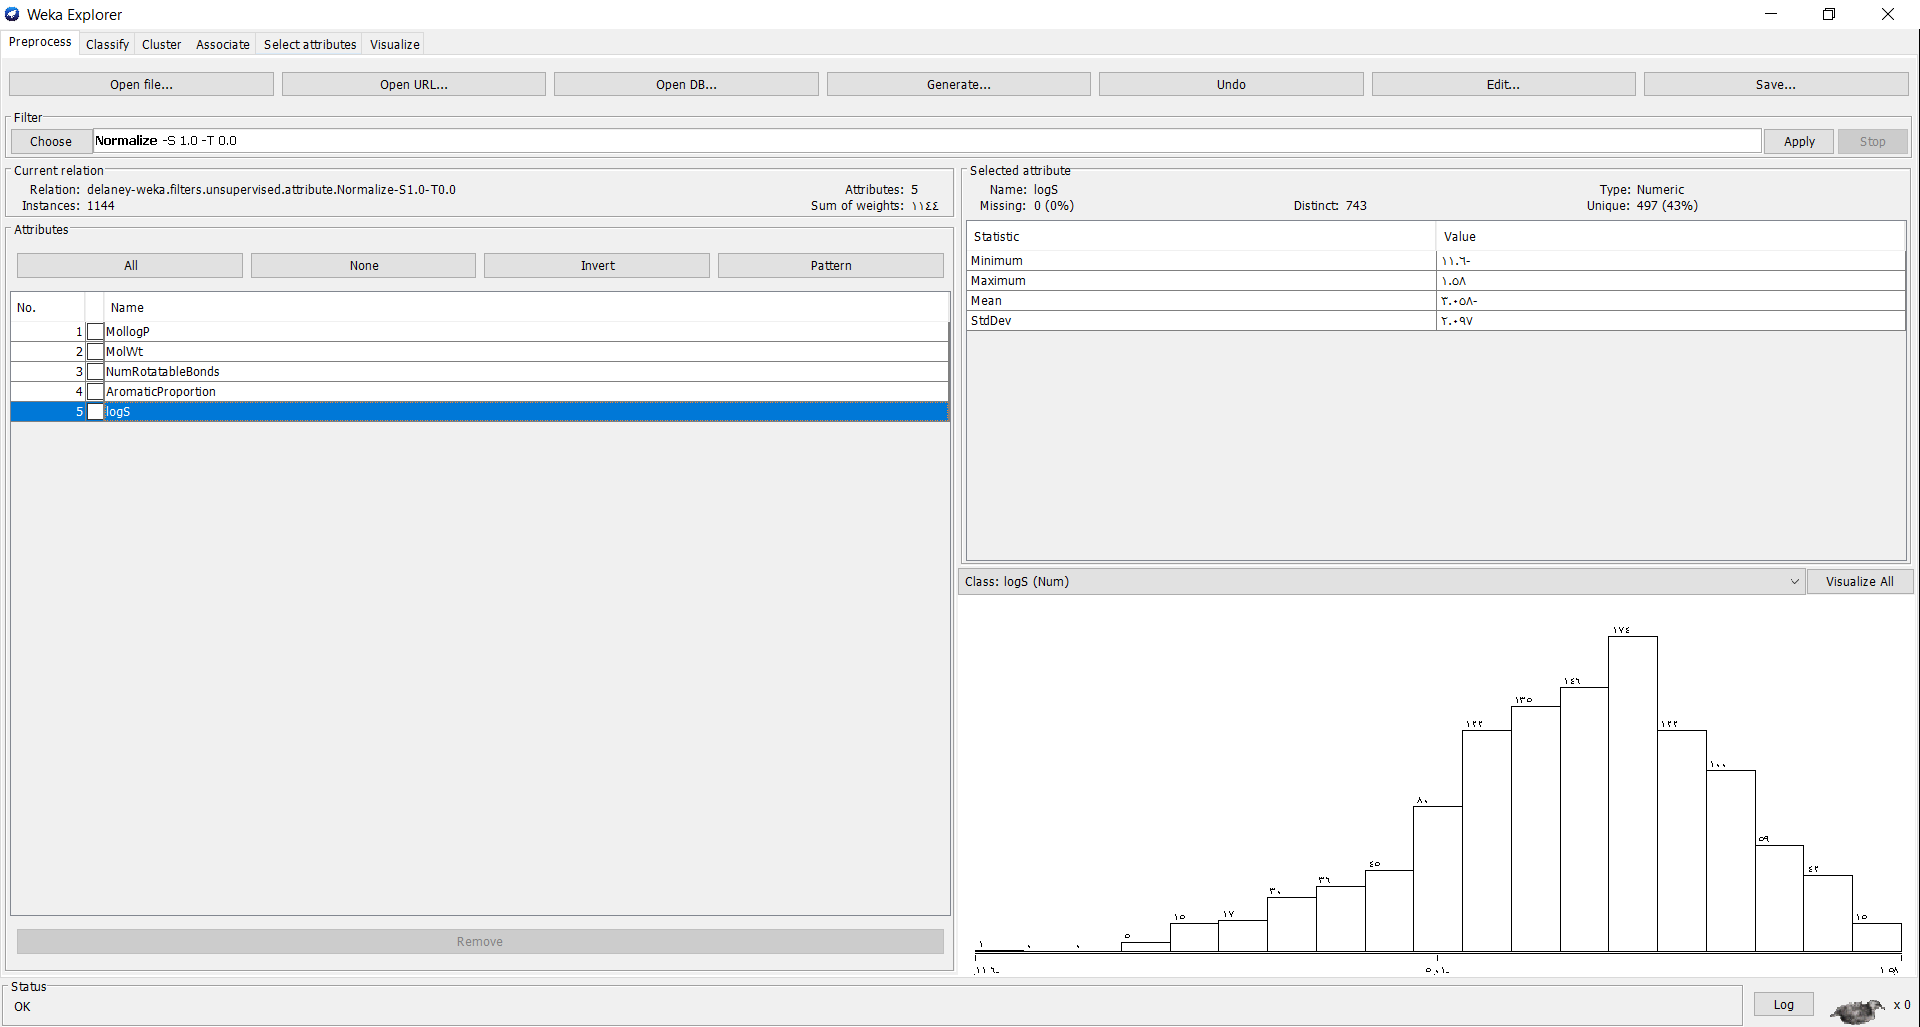 Weka Explorer
Preprocess Classify Cluster Associate Select attributes Visualize
Open file... Open URL... Open DB... Generate... Undo Edit... Save...
Filter
Choose Normalize -S 1.0 -T 0.0 Apply Stop
Current relation
Relation: delaney-weka.filters.unsupervised.attribute.Normalize-S1.0-T0.0 Attributes: 5
Instances: 1144 Sum of weights: ١١٤٤
Attributes
All None Invert Pattern
No. Name
1 MollogP
2 MolWt
3 NumRotatableBonds
4 AromaticProportion
5 logS
Remove
Selected attribute
Name: logS Type: Numeric
Missing: 0 (0%) Distinct: 743 Unique: 497 (43%)
Statistic Value
Minimum ١١.٦-
Maximum ١.٥٨
Mean ٣.٠٥٨-
StdDev ٢.٠٩٧
Class: logS (Num) Visualize All
١٧٤
١٤٦
١٣٥
١٢٢ ١٢٢
١٠٠
٨٠
٥٩
٤٥ ٤٢
٣٦
٣٠
١٥ ١٧ ١٥
٥
١ ٠ ٠
١١.٦- ٥.٠١- ١.٥٨
Status
OK
Log x 0